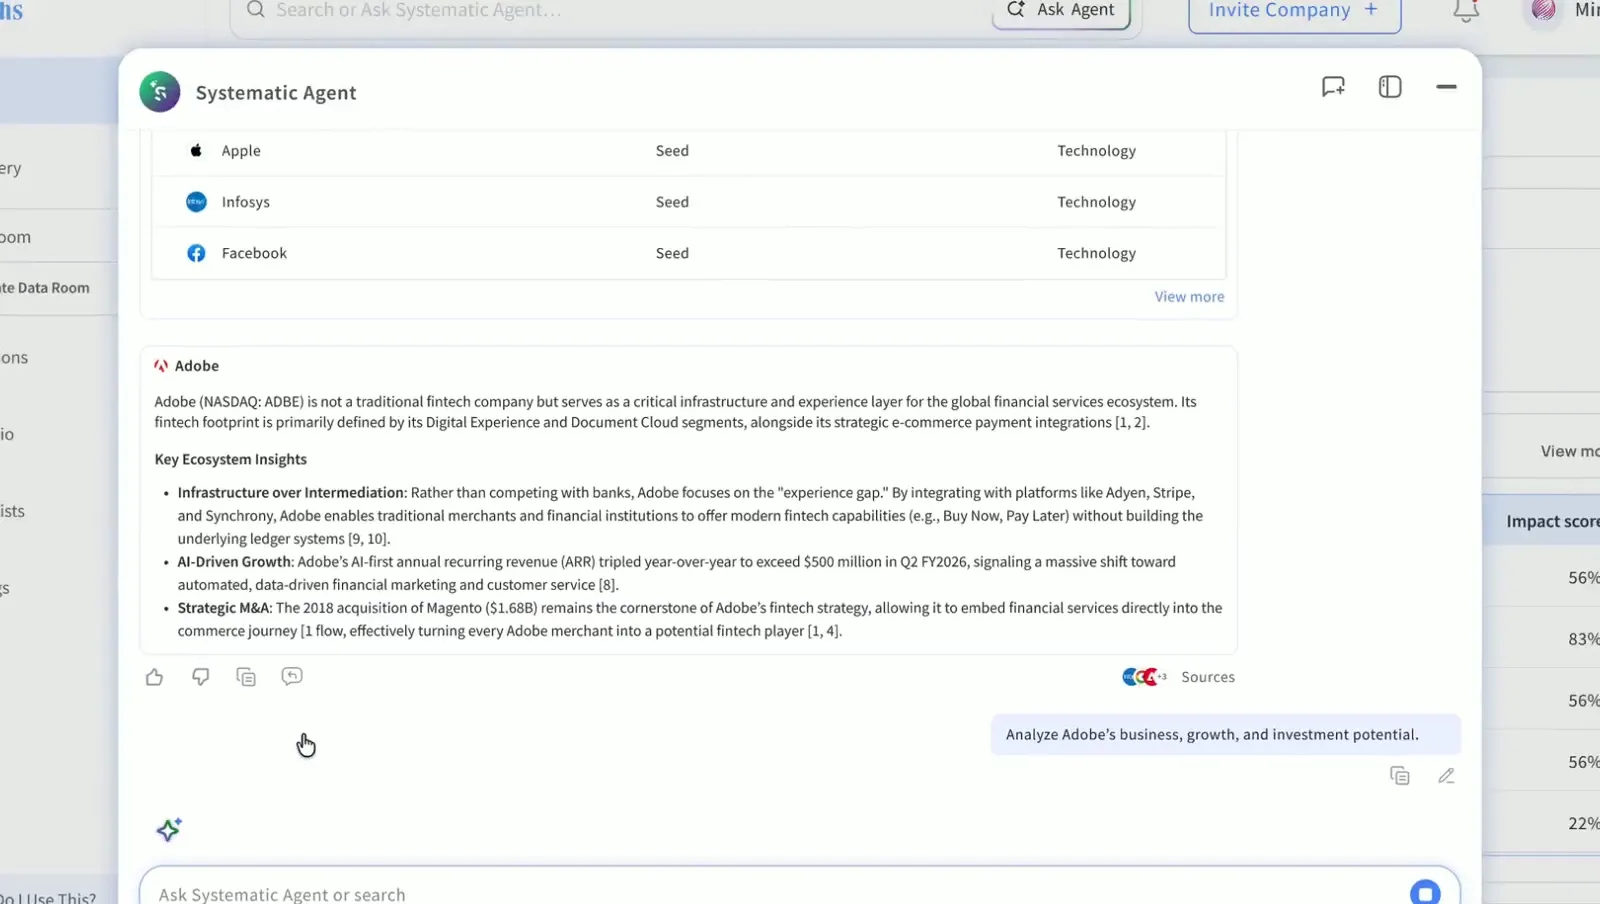 hs
Search or Ask Systematic Agent…
Ask Agent
Invite Company +
Systematic Agent
Apple Seed Technology
Infosys Seed Technology
Facebook Seed Technology
View more
Adobe
Adobe (NASDAQ: ADBE) is not a traditional fintech company but serves as a critical infrastructure and experience layer for the global financial services ecosystem. Its
fintech footprint is primarily defined by its Digital Experience and Document Cloud segments, alongside its strategic e-commerce payment integrations [1, 2].
Key Ecosystem Insights
• Infrastructure over Intermediation: Rather than competing with banks, Adobe focuses on the "experience gap." By integrating with platforms like Adyen, Stripe,
and Synchrony, Adobe enables traditional merchants and financial institutions to offer modern fintech capabilities (e.g., Buy Now, Pay Later) without building the
underlying ledger systems [9, 10].
• AI-Driven Growth: Adobe’s AI-first annual recurring revenue (ARR) tripled year-over-year to exceed $500 million in Q2 FY2026, signaling a massive shift toward
automated, data-driven financial marketing and customer service [8].
• Strategic M&A: The 2018 acquisition of Magento ($1.68B) remains the cornerstone of Adobe’s fintech strategy, allowing it to embed financial services directly into the
commerce journey [1 flow, effectively turning every Adobe merchant into a potential fintech player [1, 4].
+3 Sources
Analyze Adobe’s business, growth, and investment potential.
Ask Systematic Agent or search
ery
oom
te Data Room
ons
io
ists
gs
Do I Use This?
View mo
Impact score
56%
83%
56%
56%
22%